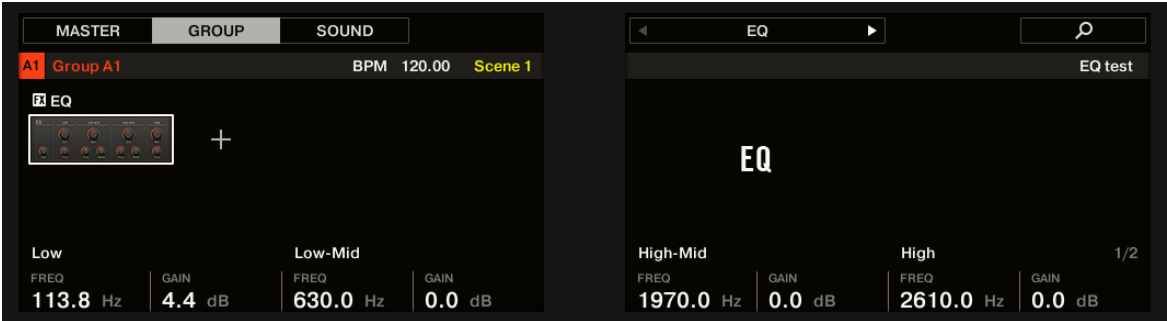 MASTER GROUP SOUND
A1 Group A1 BPM 120.00 Scene 1
FX EQ
Low Low-Mid
FREQ GAIN FREQ GAIN
113.8 Hz 4.4 dB 630.0 Hz 0.0 dB
EQ
EQ test
EQ
High-Mid High 1/2
FREQ GAIN FREQ GAIN
1970.0 Hz 0.0 dB 2610.0 Hz 0.0 dB